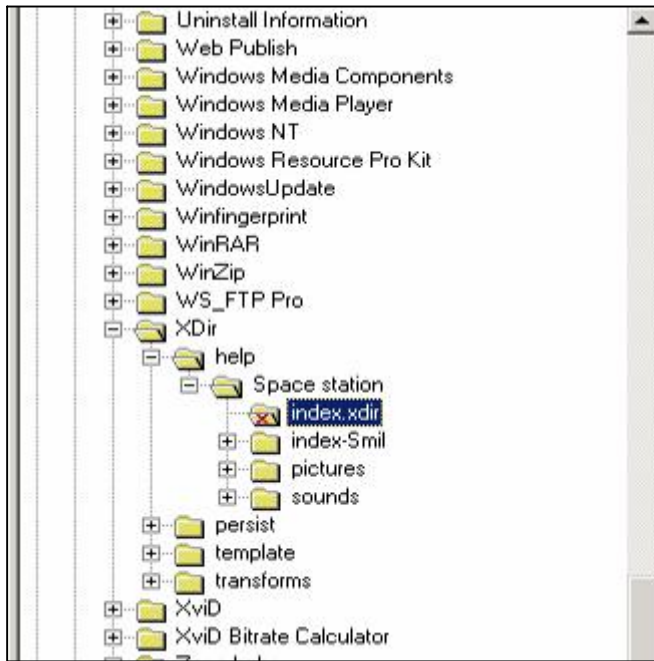 Uninstall Information
Web Publish
Windows Media Components
Windows Media Player
Windows NT
Windows Resource Pro Kit
WindowsUpdate
Winfingerprint
WinRAR
WinZip
WS_FTP Pro
XDir
help
Space station
index.xdir
index-Smil
pictures
sounds
persist
template
transforms
XviD
XviD Bitrate Calculator